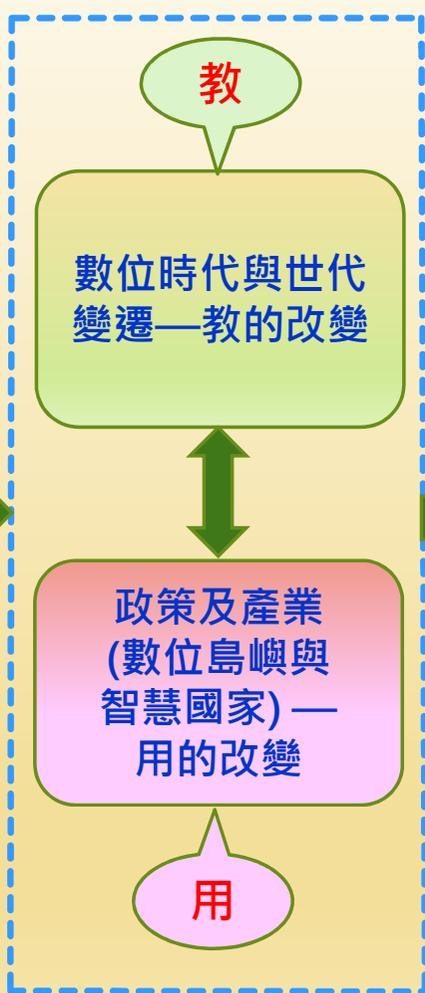 教
數位時代與世代
變遷—教的改變
政策及產業
(數位島嶼與
智慧國家) —
用的改變
用